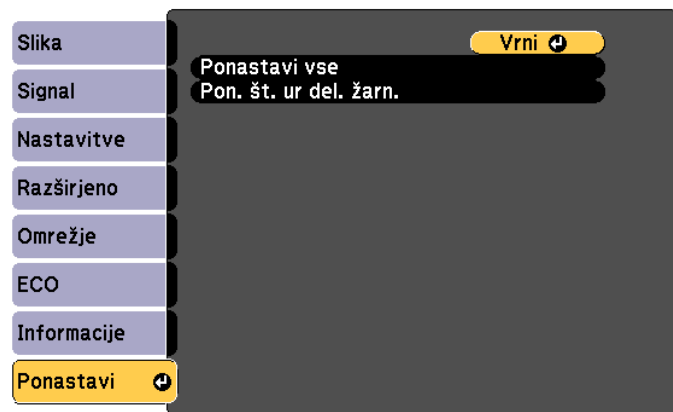 Slika
Signal
Nastavitve
Razširjeno
Omrežje
ECO
Informacije
Ponastavi
Vrni
Ponastavi vse
Pon. št. ur del. žarn.